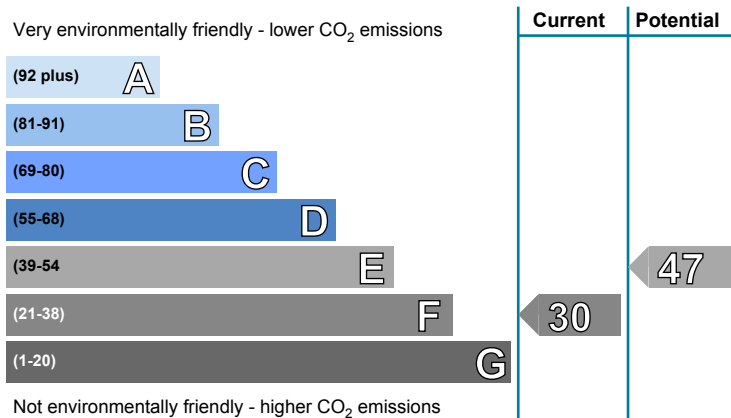 Very environmentally friendly - lower CO₂ emissions
Current
Potential
(92 plus) A
(81-91) B
(69-80) C
(55-68) D
(39-54 E
47
(21-38) F
30
(1-20) G
Not environmentally friendly - higher CO₂ emissions